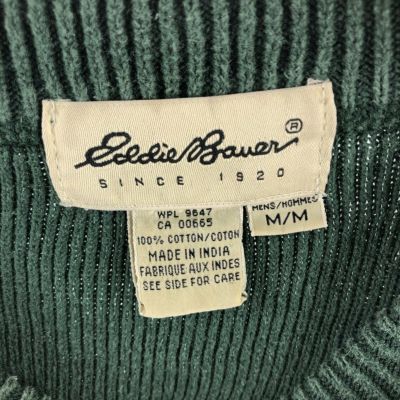 Eddie Bauer®
SINCE 1920
WPL 9647
CA 00665
100% COTTON/COTON
MADE IN INDIA
FABRIQUE AUX INDES
SEE SIDE FOR CARE
MENS/HOMMES
M/M